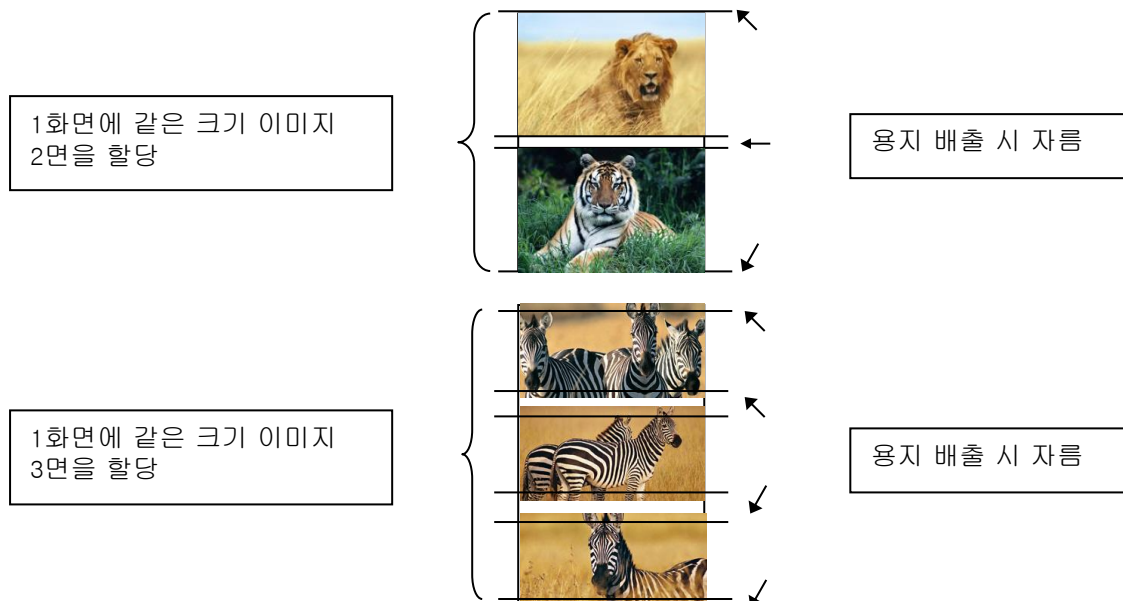 1화면에 같은 크기 이미지
2면을 할당
용지 배출 시 자름
1화면에 같은 크기 이미지
3면을 할당
용지 배출 시 자름